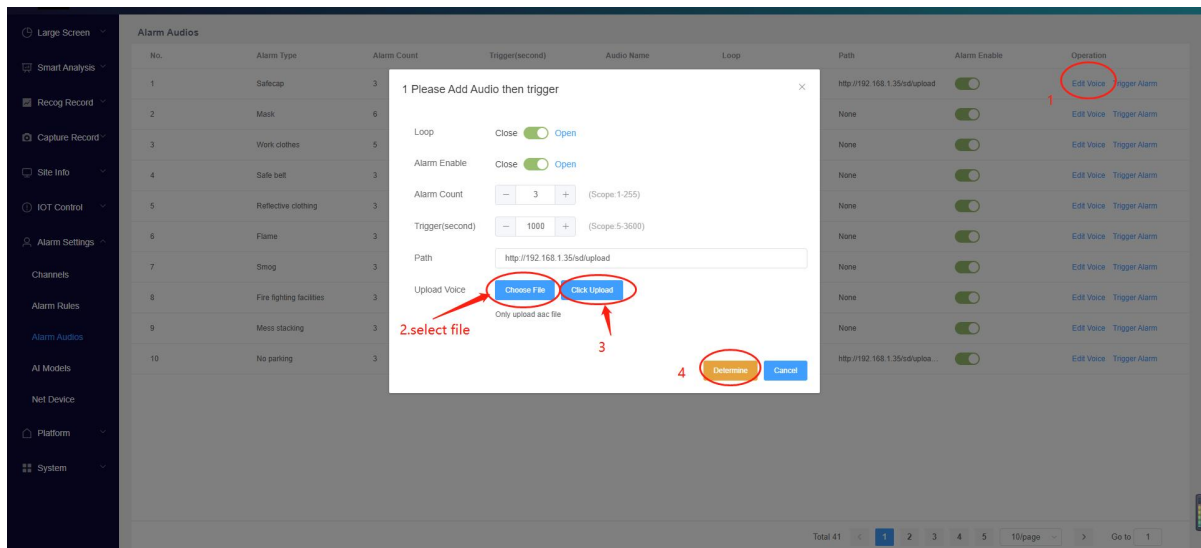 Large Screen
Smart Analysis
Recog Record
Capture Record
Site Info
IOT Control
Alarm Settings
Channels
Alarm Rules
Alarm Audios
AI Models
Net Device
Platform
System
Alarm Audios
No. Alarm Type Alarm Count Trigger(second) Audio Name Loop Path Alarm Enable Operation
1 Safecap 3 http://192.168.1.35/sd/upload Edit Voice Trigger Alarm
1
2 Mask 6 None Edit Voice Trigger Alarm
3 Work clothes 5 None Edit Voice Trigger Alarm
4 Safe belt 3 None Edit Voice Trigger Alarm
5 Reflective clothing 3 None Edit Voice Trigger Alarm
6 Flame 3 None Edit Voice Trigger Alarm
7 Smog 3 None Edit Voice Trigger Alarm
8 Fire fighting facilities 3 None Edit Voice Trigger Alarm
9 Mess stacking 3 None Edit Voice Trigger Alarm
10 No parking 3 http://192.168.1.35/sd/uploa... Edit Voice Trigger Alarm
1 Please Add Audio then trigger
Loop Close Open
Alarm Enable Close Open
Alarm Count − 3 + (Scope:1-255)
Trigger(second) − 1000 + (Scope:5-3600)
Path http://192.168.1.35/sd/upload
Upload Voice Choose File Click Upload
Only upload aac file
2.select file
3
4 Determine Cancel
Total 41 < 1 2 3 4 5 10/page > Go to 1